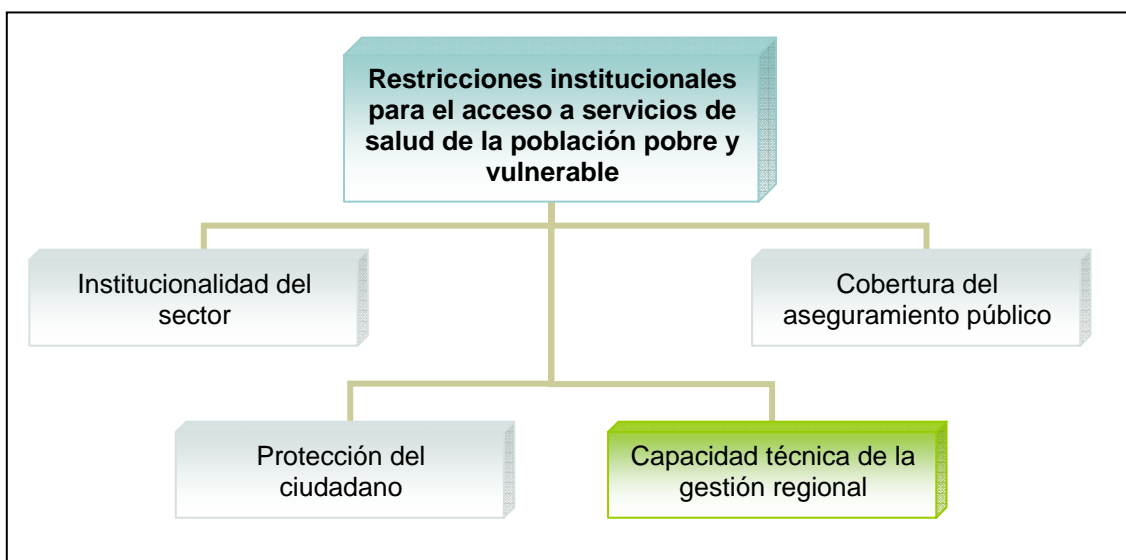 Restricciones institucionales
para el acceso a servicios de
salud de la población pobre y
vulnerable
Institucionalidad del
sector
Cobertura del
aseguramiento público
Protección del
ciudadano
Capacidad técnica de la
gestión regional